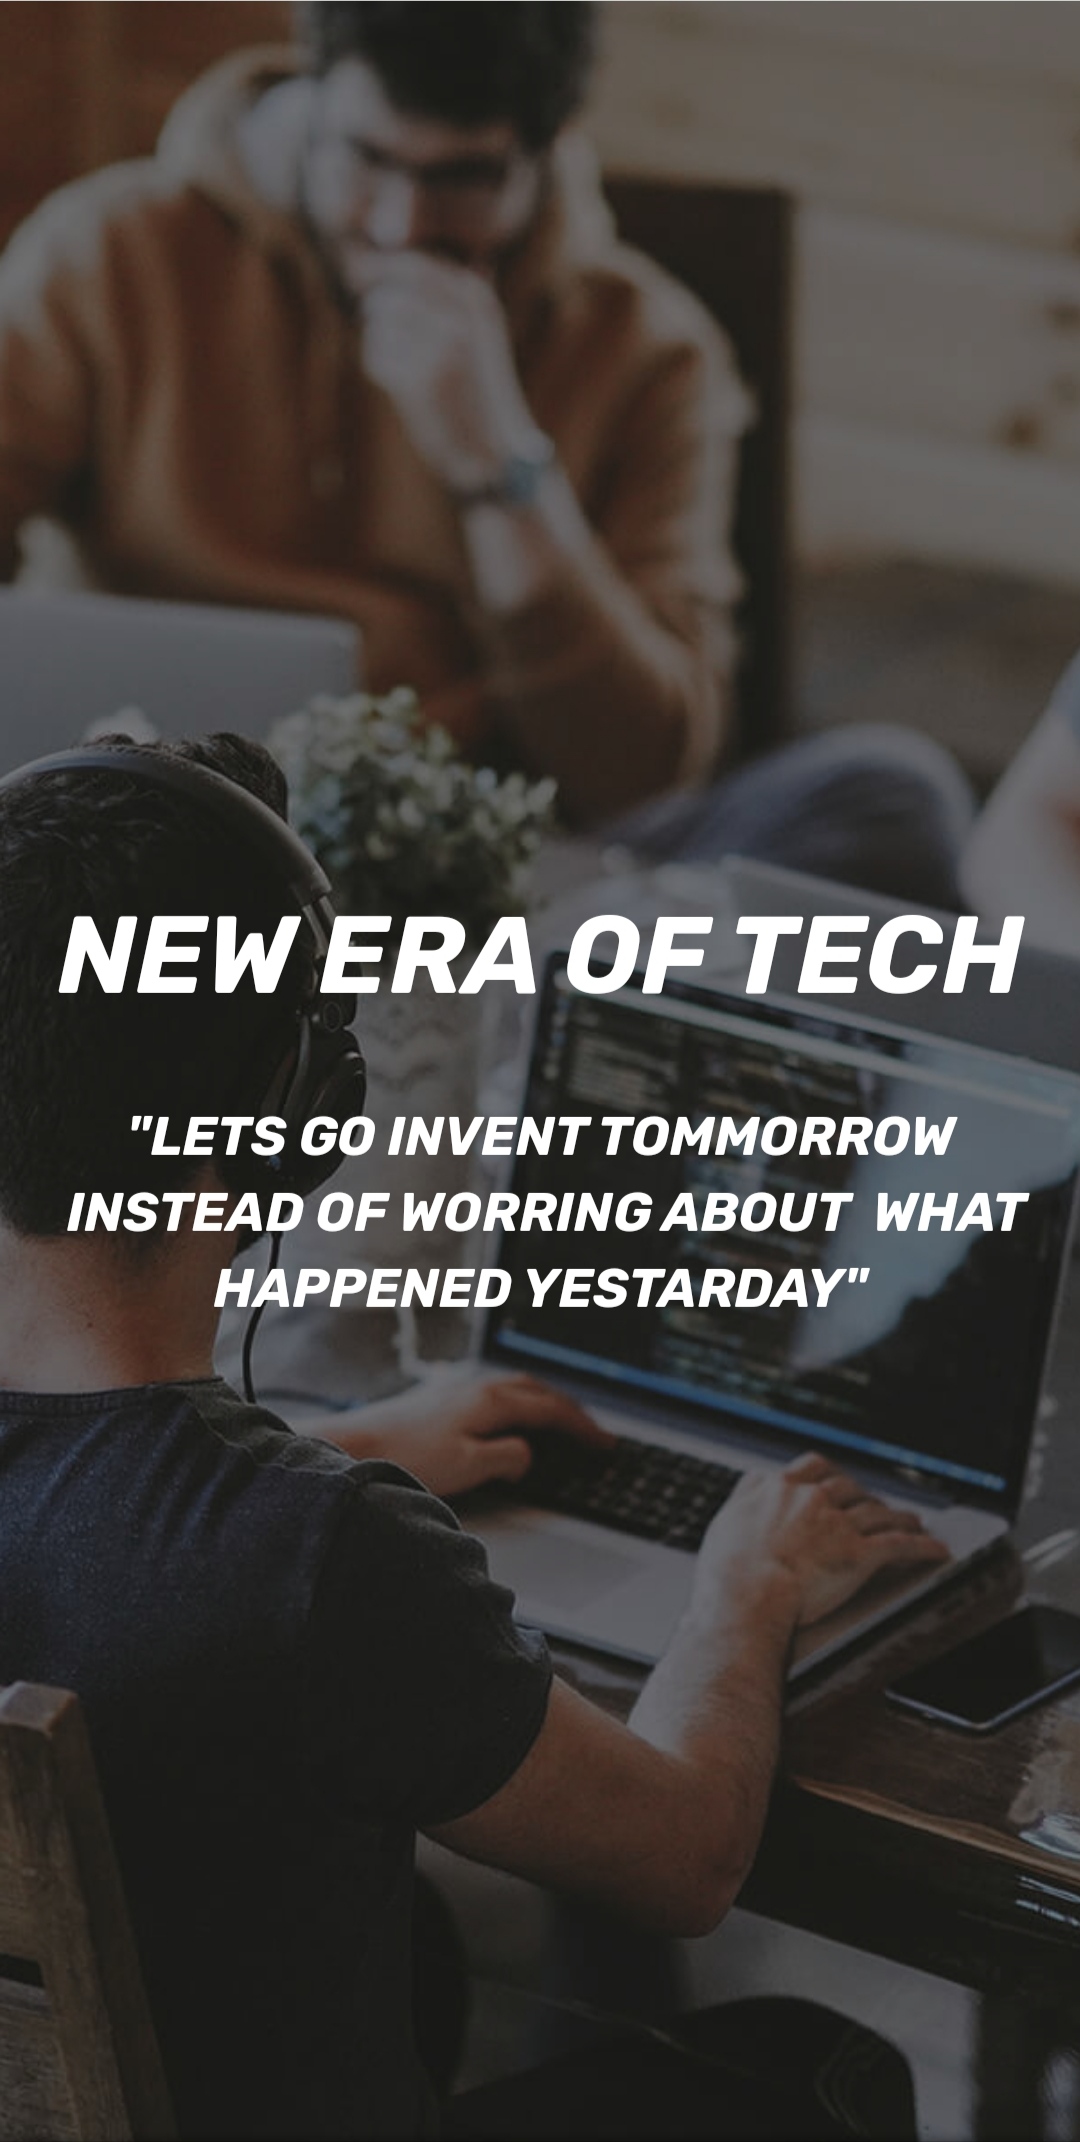 NEW ERA OF TECH
"LETS GO INVENT TOMMORROW
INSTEAD OF WORRING ABOUT  WHAT
HAPPENED YESTARDAY"